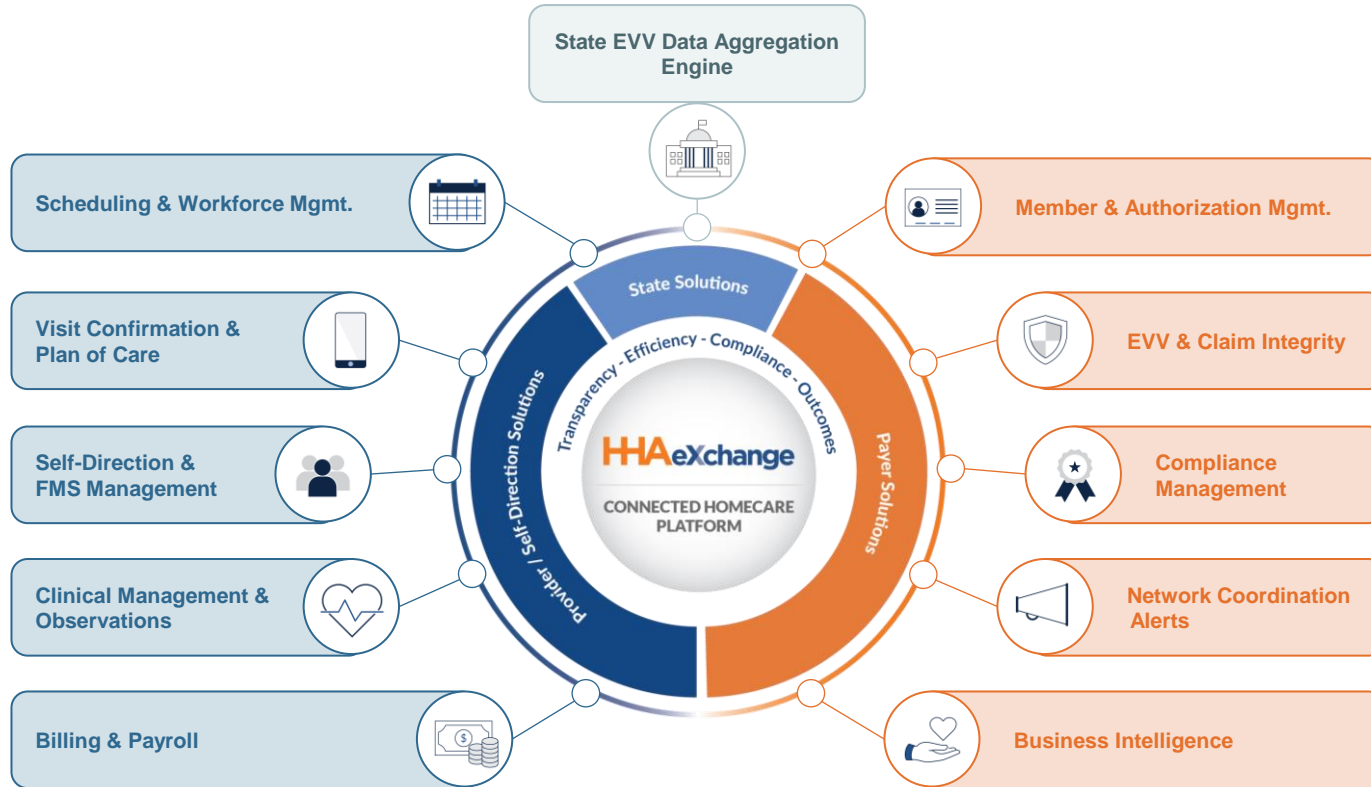 State EVV Data Aggregation
Engine
Scheduling & Workforce Mgmt.
Visit Confirmation &
Plan of Care
Self-Direction &
FMS Management
Clinical Management &
Observations
Billing & Payroll
$
State Solutions
Provider / Self-Direction Solutions
Payer Solutions
Transparency - Efficiency - Compliance - Outcomes
HHAeXchange
CONNECTED HOMECARE
PLATFORM
Member & Authorization Mgmt.
EVV & Claim Integrity
Compliance
Management
Network Coordination
Alerts
Business Intelligence